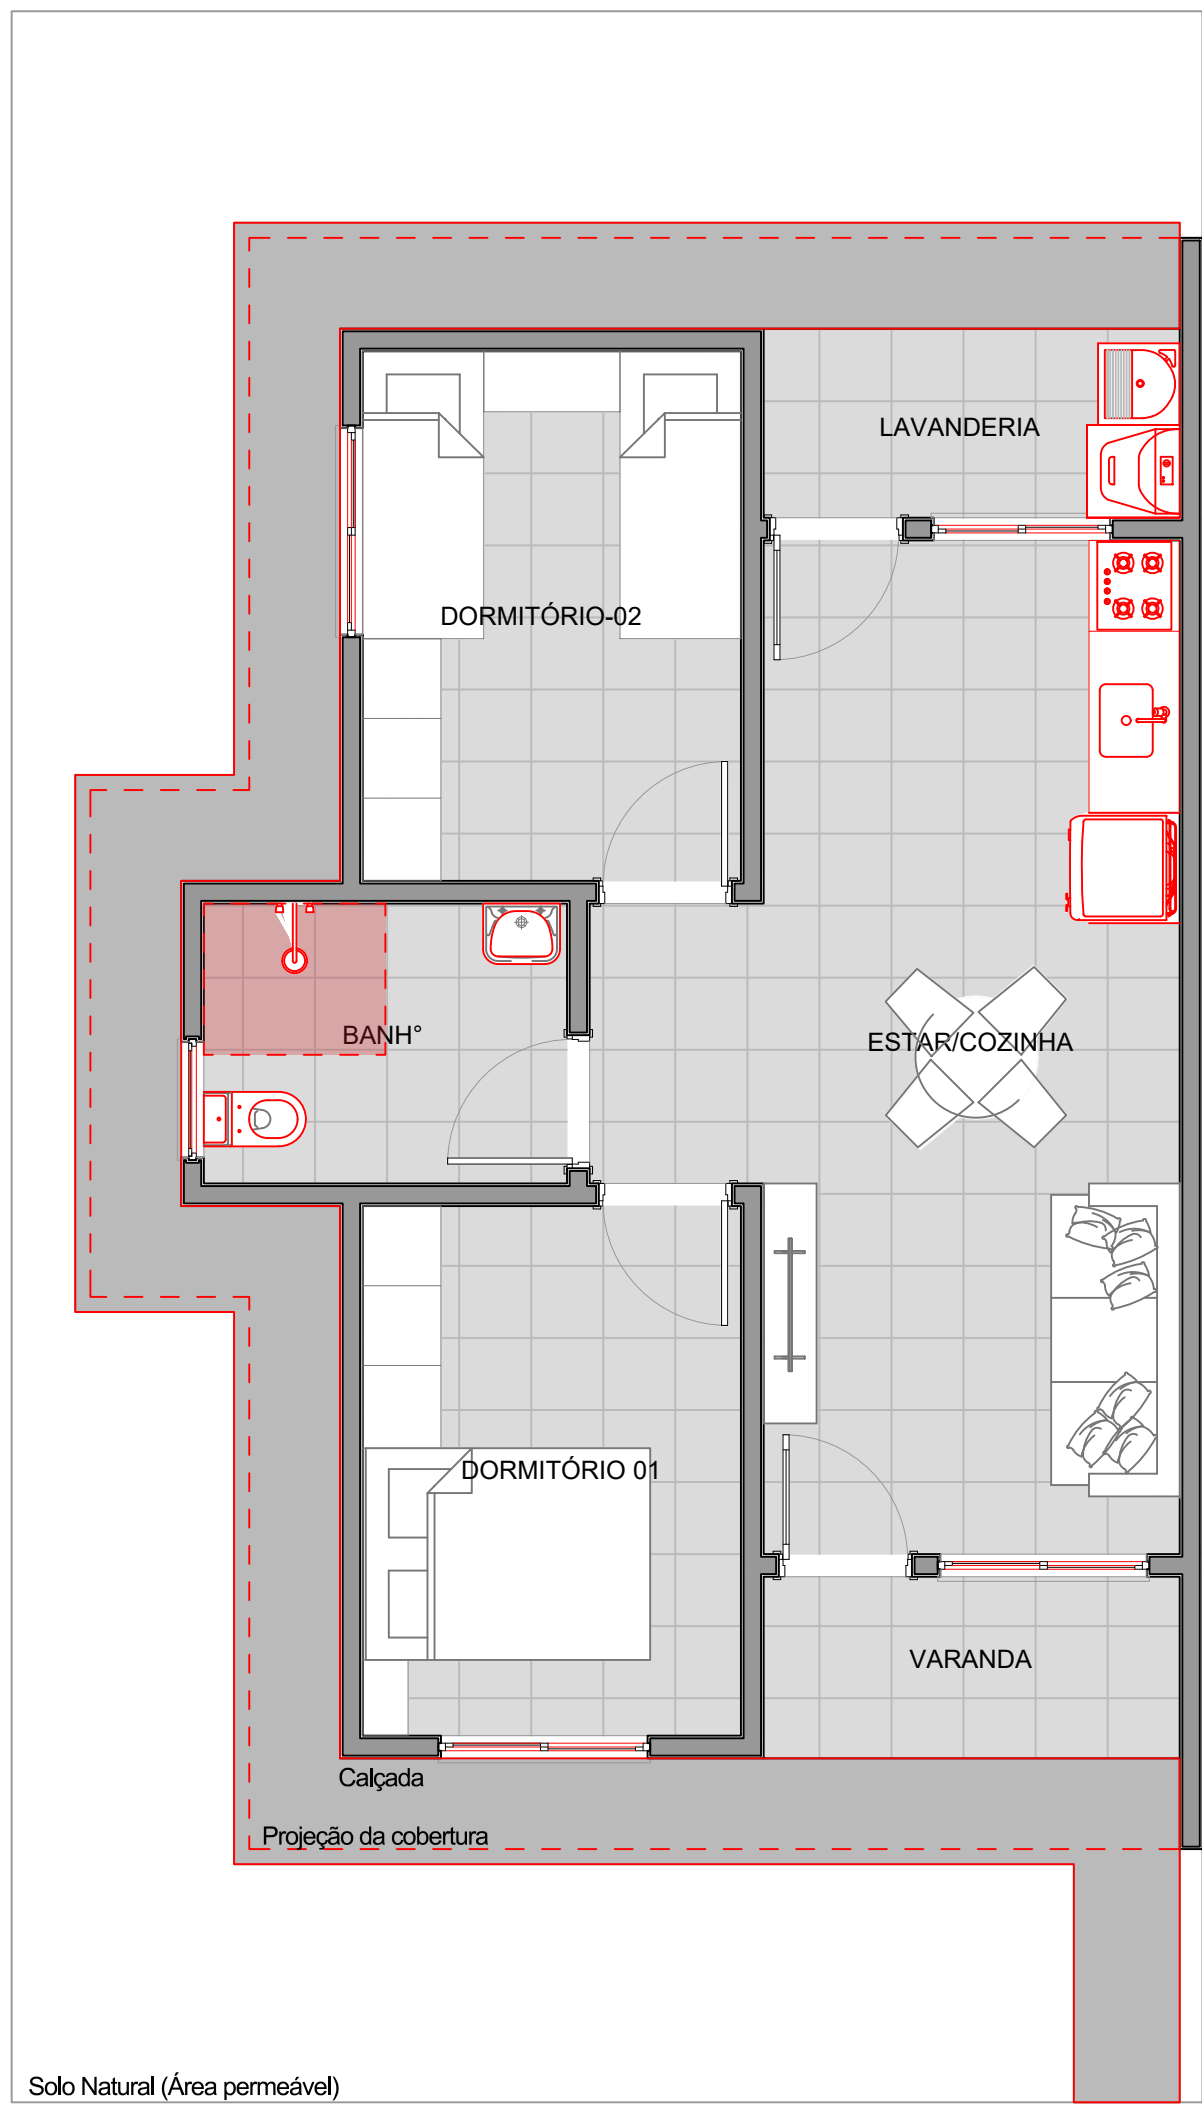 LAVANDERIA
DORMITÓRIO-02
BANH°
ESTAR/COZINHA
DORMITÓRIO 01
VARANDA
Calçada
Projeção da cobertura
Solo Natural (Área permeável)